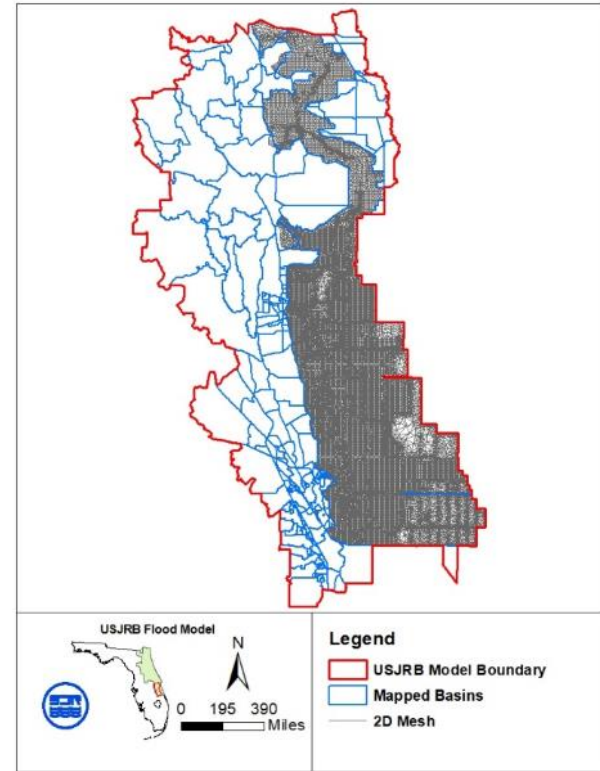 USJRB Flood Model
N
0 195 390
Miles
Legend
USJRB Model Boundary
Mapped Basins
2D Mesh